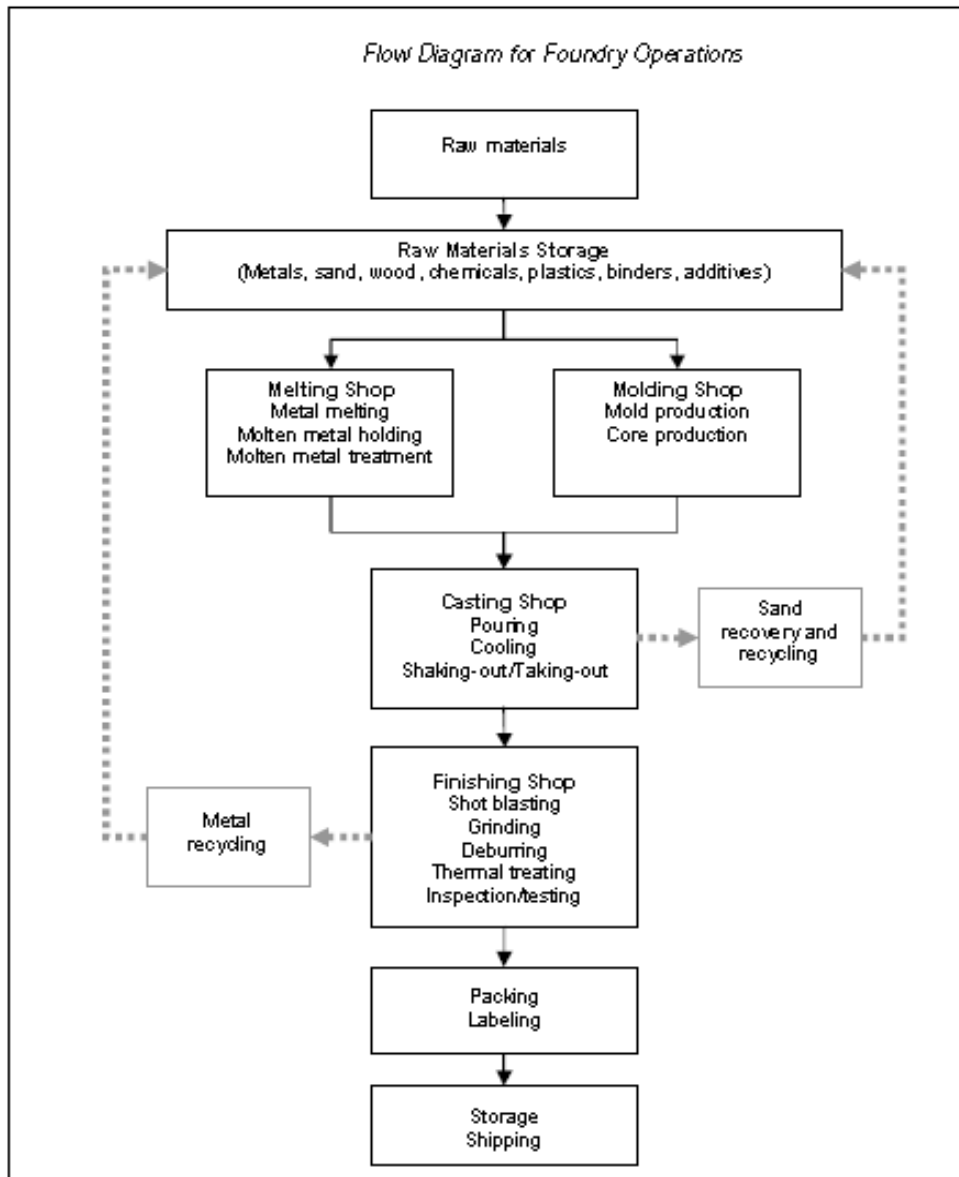 Flow Diagram for Foundry Operations
Raw materials
Raw Materials Storage
(Metals, sand, wood, chemicals, plastics, binders, additives)
Melting Shop
Metal melting
Molten metal holding
Molten metal treatment
Molding Shop
Mold production
Core production
Casting Shop
Pouring
Cooling
Shaking-out/Taking-out
Sand
recovery and
recycling
Finishing Shop
Shot blasting
Grinding
Deburring
Thermal treating
Inspection/testing
Metal
recycling
Packing
Labeling
Storage
Shipping